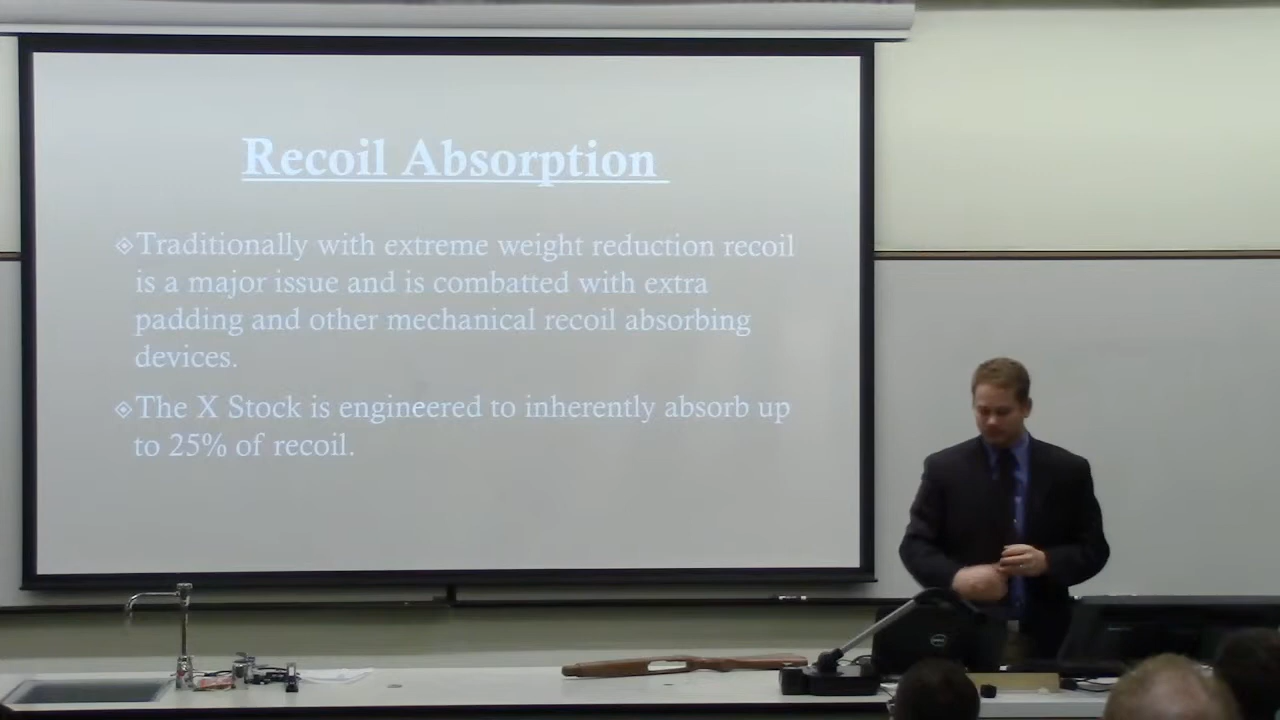 Recoil Absorption
Traditionally with extreme weight reduction recoil
is a major issue and is combatted with extra
padding and other mechanical recoil absorbing
devices.
The X Stock is engineered to inherently absorb up
to 25% of recoil.
DELL